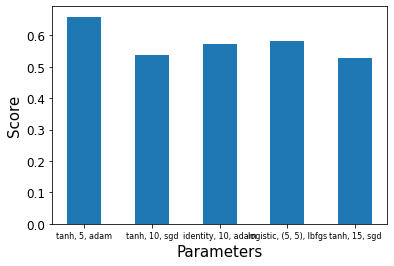 Score
0.6
0.5
0.4
0.3
0.2
0.1
0.0
tanh, 5, adam
tanh, 10, sgd
identity, 10, adam
logistic, (5, 5), lbfgs
tanh, 15, sgd
Parameters